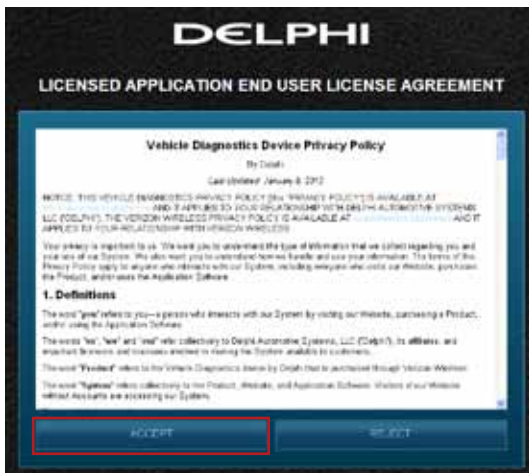 DELPHI
LICENSED APPLICATION END USER LICENSE AGREEMENT
Vehicle Diagnostics Device Privacy Policy
By Delphi
Last Updated: January 8, 2012
NOTICE: THIS VEHICLE DIAGNOSTICS PRIVACY POLICY (the "PRIVACY POLICY") IS AVAILABLE AT
AND IT APPLIES TO YOUR RELATIONSHIP WITH DELPHI AUTOMOTIVE SYSTEMS
LLC ("DELPHI"). THE VERIZON WIRELESS PRIVACY POLICY IS AVAILABLE AT AND IT
APPLIES TO YOUR RELATIONSHIP WITH VERIZON WIRELESS.
Your privacy is important to us. We want you to understand the type of information that we collect regarding you and
your use of our System. We also want you to understand how we handle and use your information. The terms of this
Privacy Policy apply to anyone who interacts with our System, including everyone who visits our Website, purchases
the Product, and/or uses the Application Software.
1. Definitions
The word "you" refers to you—a person who interacts with our System by visiting our Website, purchasing a Product,
and/or using the Application Software.
The words "us", "we" and "our" refer collectively to Delphi Automotive Systems, LLC ("Delphi"), its affiliates, and
important licensors and licensees involved in making the System available to customers.
The word "Product" refers to the Vehicle Diagnostics device by Delphi that is purchased through Verizon Wireless.
The word "System" refers collectively to the Product, Website, and Application Software. Visitors of our Website
without Accounts are accessing our System.
ACCEPT
REJECT